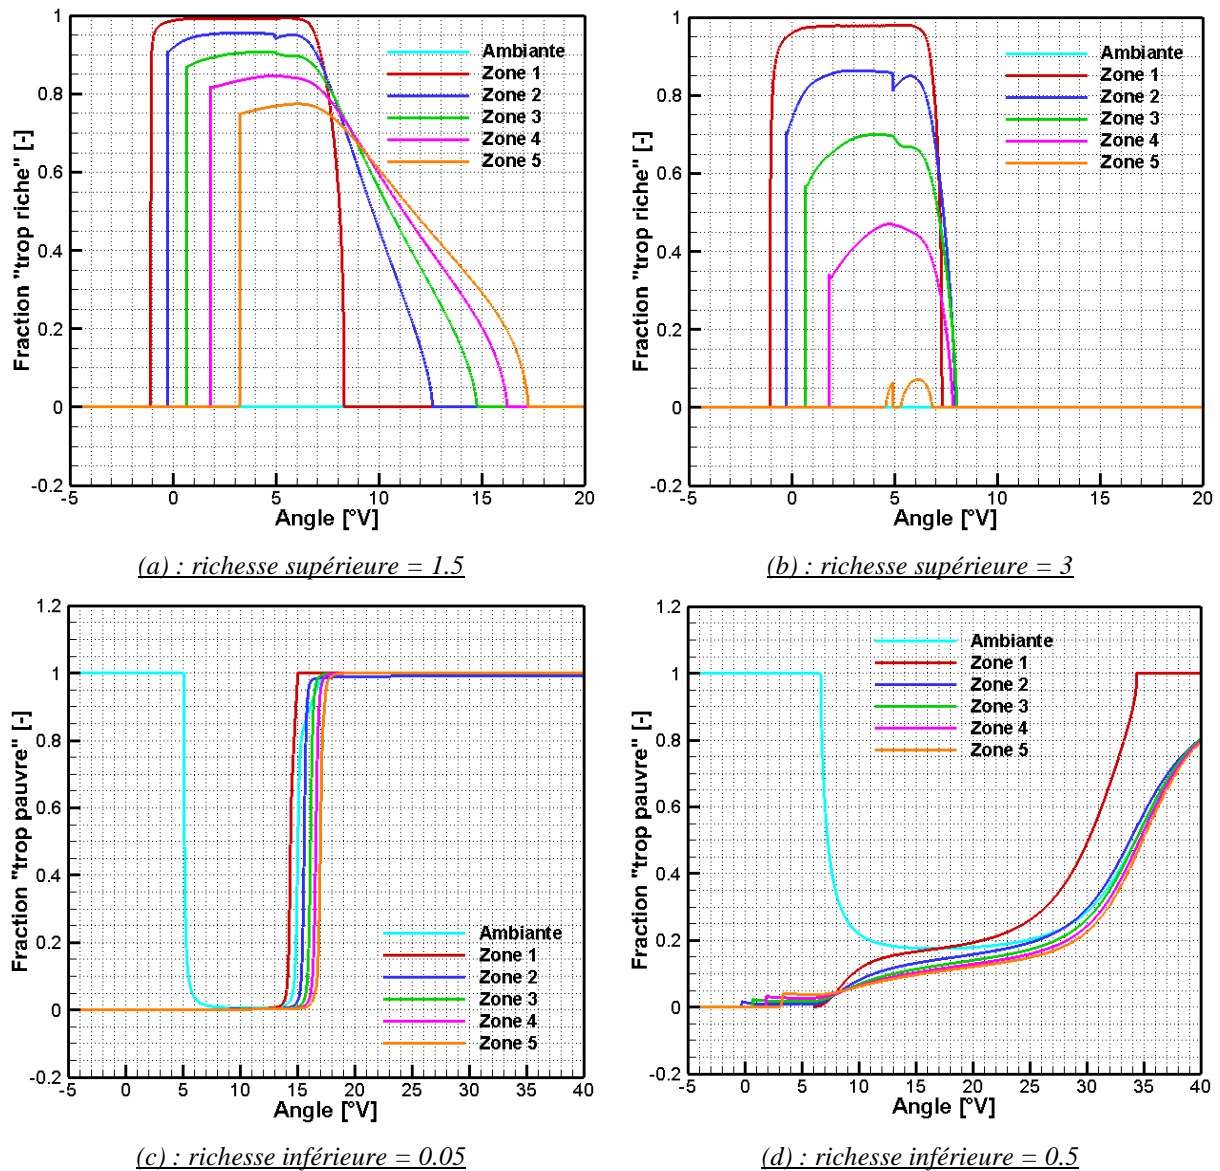 Fraction "trop riche" [-]
1
0.8
0.6
0.4
0.2
0
-0.2
-5
0
5
10
15
20
Angle [°V]
Ambiante
Zone 1
Zone 2
Zone 3
Zone 4
Zone 5
(a) : richesse supérieure = 1.5
Fraction "trop riche" [-]
1
0.8
0.6
0.4
0.2
0
-0.2
-5
0
5
10
15
20
Angle [°V]
Ambiante
Zone 1
Zone 2
Zone 3
Zone 4
Zone 5
(b) : richesse supérieure = 3
Fraction "trop pauvre" [-]
1.2
1
0.8
0.6
0.4
0.2
0
-0.2
-5
0
5
10
15
20
25
30
35
40
Angle [°V]
Ambiante
Zone 1
Zone 2
Zone 3
Zone 4
Zone 5
(c) : richesse inférieure = 0.05
Fraction "trop pauvre" [-]
1.2
1
0.8
0.6
0.4
0.2
0
-0.2
-5
0
5
10
15
20
25
30
35
40
Angle [°V]
Ambiante
Zone 1
Zone 2
Zone 3
Zone 4
Zone 5
(d) : richesse inférieure = 0.5